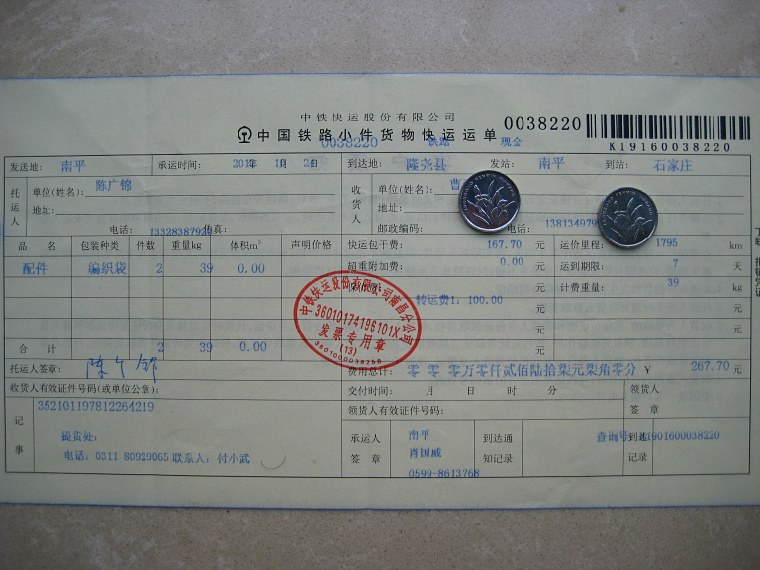 中铁快运股份有限公司
中国铁路小件货物快运运单
0038220
0038220 铁路 现金
K19160038220
发送地: 南平 承运时间: 年 1月 2日 到达地: 隆尧县 发站: 南平 到站: 石家庄
托运人 单位(姓名): 陈广锦 收货人 单位(姓名): 曹
地址: 地址:
电话: 传真: 邮政编码: 电话:
品名 包装种类 件数 重量kg 体积m³ 声明价格 快运包干费: 167.70 元 运价里程: 1795 km
配件 编织袋 2 39 0.00 超重附加费: 0.00 元 运到期限: 7 天
元 计费重量: 39 kg
转运费1: 100.00 元
元
合计 2 39 0.00
托运人签章: 费用总计: 零 零 零万零仟贰佰陆拾柒元柒角零分 ¥ 267.70 元
收货人有效证件号码(或单位公章): 交付时间: 月 日 时 分 领货人签章
352101197812264219 领货人有效证件号码:
记事 提货处:
电话: 0311 80929065 联系人: 付小武
承运人签章 南平 肖国威 0599-8613768 到达通知记录 查询号: 到达记录
中铁快运股份有限公司南昌分公司
36010174196101X
发票专用章
(13)